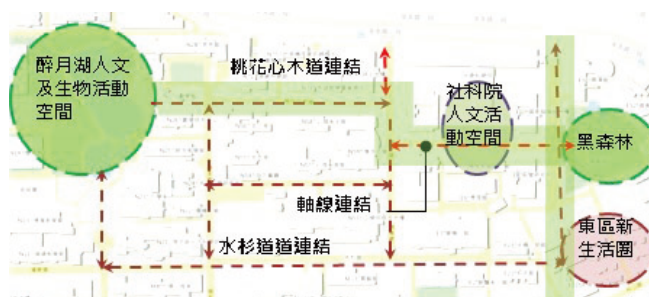 醉月湖人文
及生物活動
空間
桃花心木道連結
社科院
人文活
動空間
黑森林
軸線連結
水杉道道連結
東區新
生活圈